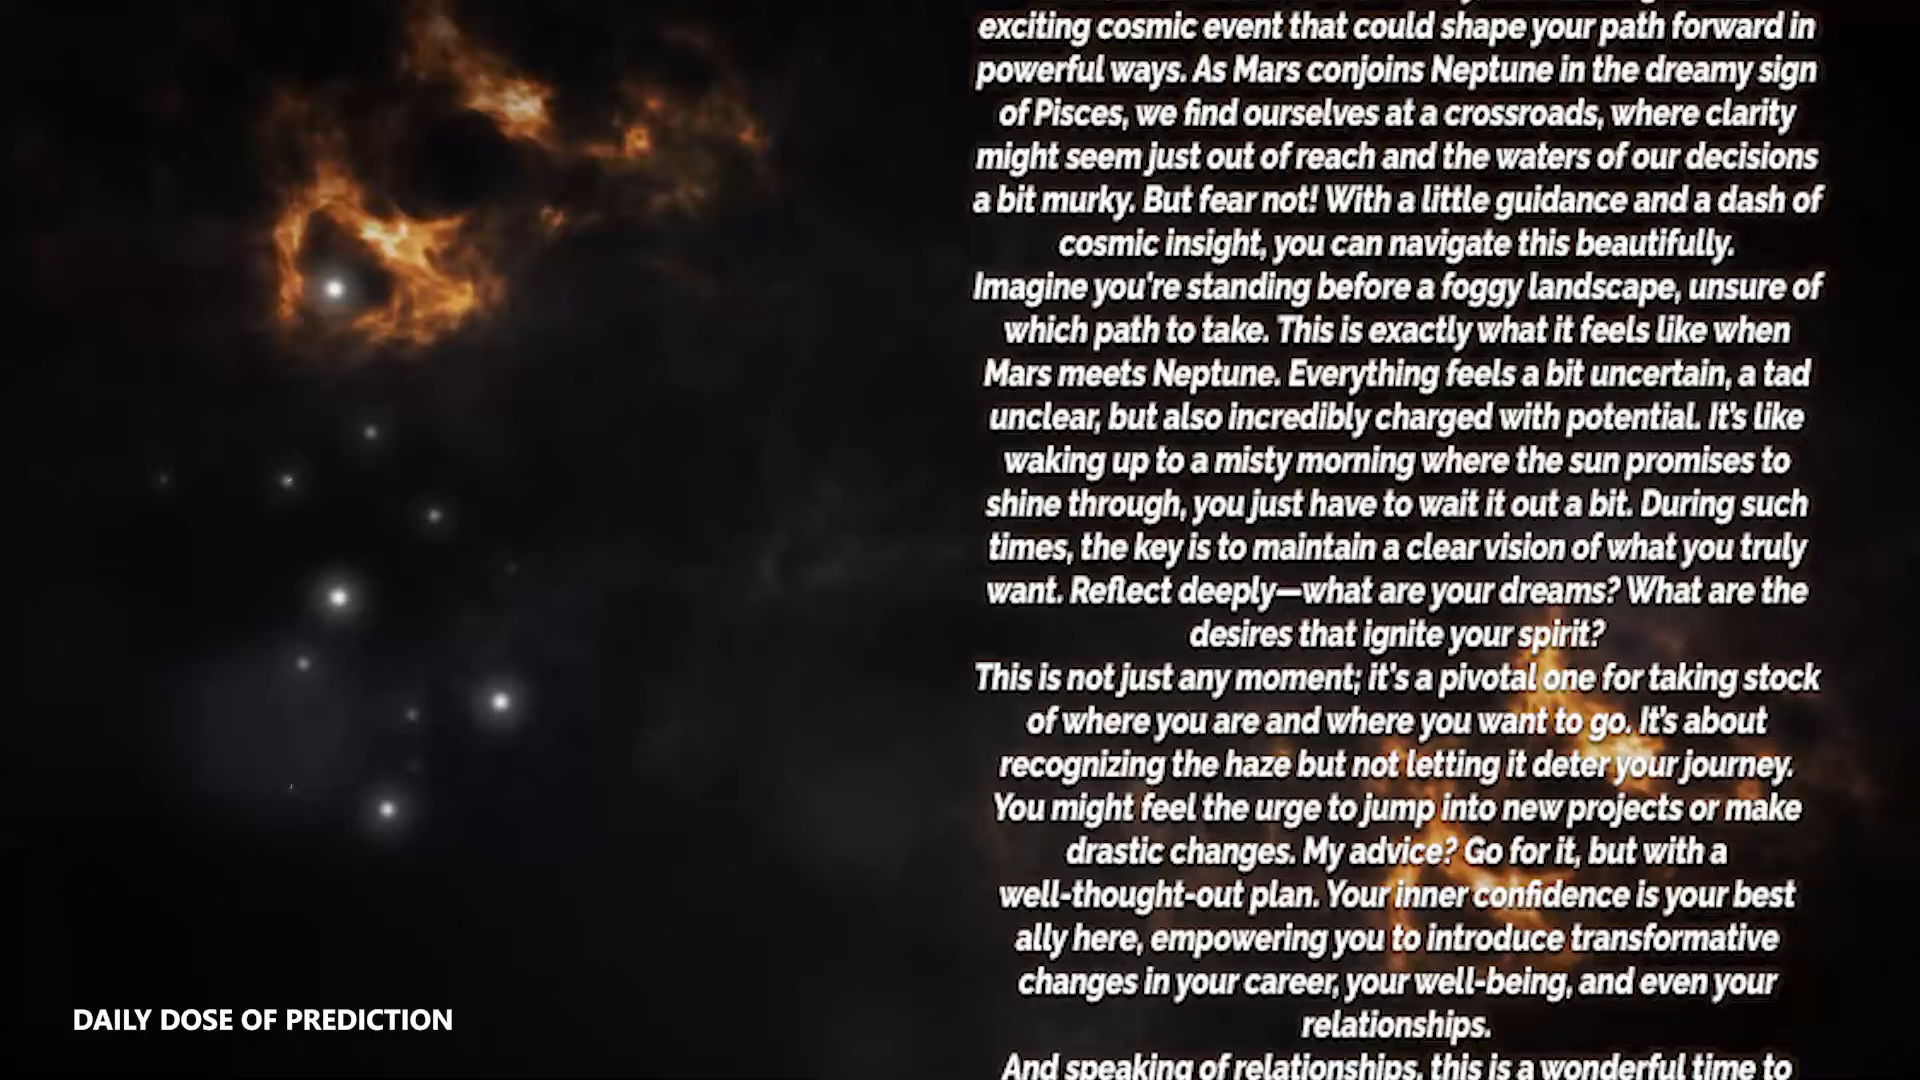 exciting cosmic event that could shape your path forward in
powerful ways. As Mars conjoins Neptune in the dreamy sign
of Pisces, we find ourselves at a crossroads, where clarity
might seem just out of reach and the waters of our decisions
a bit murky. But fear not! With a little guidance and a dash of
cosmic insight, you can navigate this beautifully.
Imagine you're standing before a foggy landscape, unsure of
which path to take. This is exactly what it feels like when
Mars meets Neptune. Everything feels a bit uncertain, a tad
unclear, but also incredibly charged with potential. It's like
waking up to a misty morning where the sun promises to
shine through, you just have to wait it out a bit. During such
times, the key is to maintain a clear vision of what you truly
want. Reflect deeply—what are your dreams? What are the
desires that ignite your spirit?
This is not just any moment; it's a pivotal one for taking stock
of where you are and where you want to go. It's about
recognizing the haze but not letting it deter your journey.
You might feel the urge to jump into new projects or make
drastic changes. My advice? Go for it, but with a
well-thought-out plan. Your inner confidence is your best
ally here, empowering you to introduce transformative
changes in your career, your well-being, and even your
relationships.
And speaking of relationships, this is a wonderful time to
DAILY DOSE OF PREDICTION